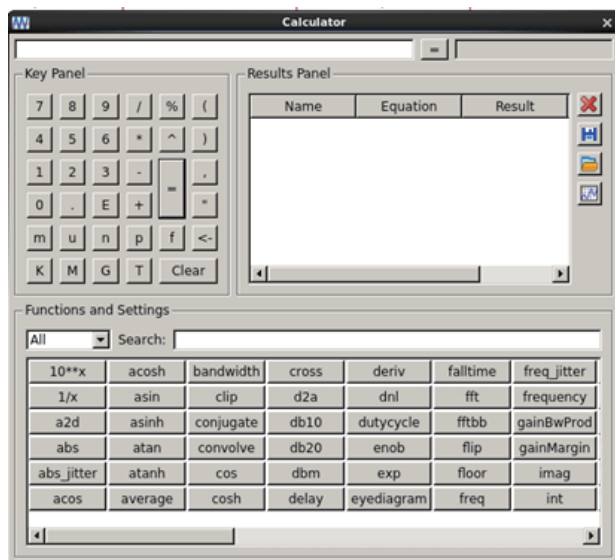 Calculator
=
Key Panel
7 8 9 / % (
4 5 6 * ^ )
1 2 3 - = ,
0 . E + "
m u n p f <-
K M G T Clear
Results Panel
Name Equation Result
Functions and Settings
All Search:
10**x acosh bandwidth cross deriv falltime freq_jitter
1/x asin clip d2a dnl fft frequency
a2d asinh conjugate db10 dutycycle fftbb gainBwProd
abs atan convolve db20 enob flip gainMargin
abs_jitter atanh cos dbm exp floor imag
acos average cosh delay eyediagram freq int